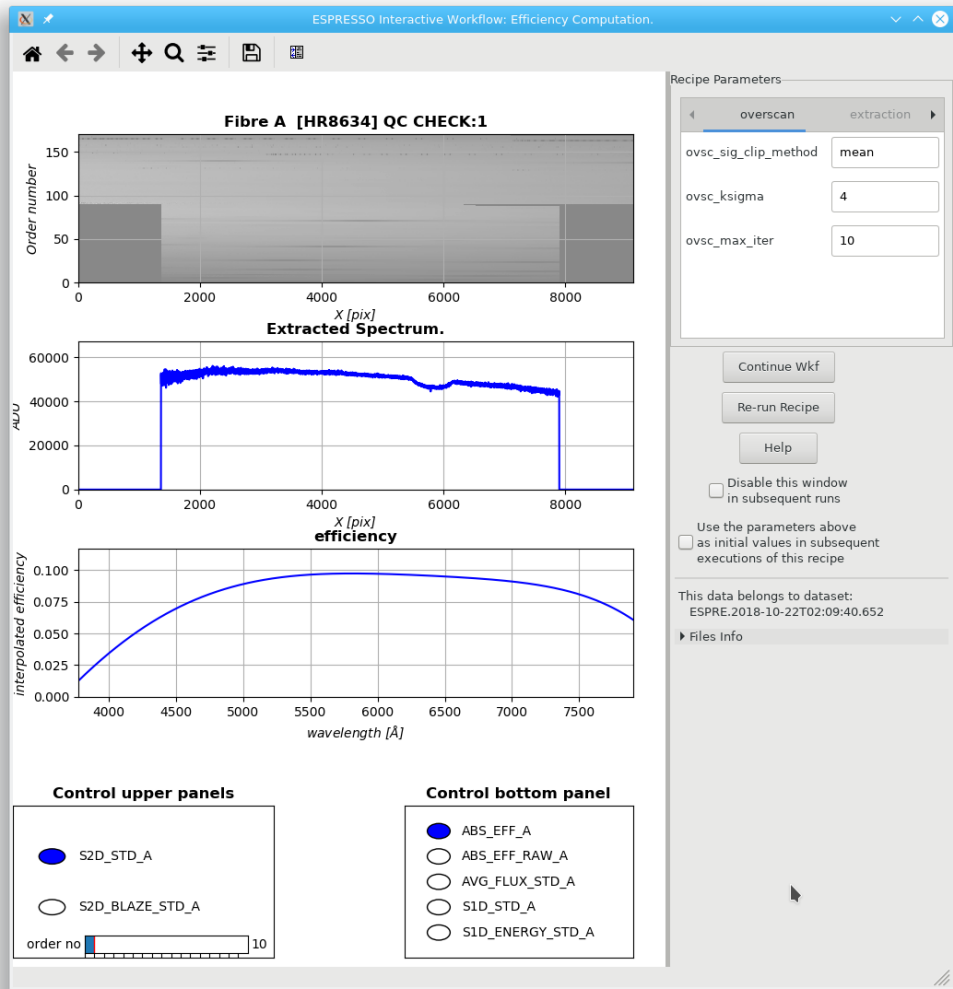 ESPRESSO Interactive Workflow: Efficiency Computation.
Fibre A [HR8634] QC CHECK:1
Order number
150
100
50
0
0 2000 4000 6000 8000
X [pix]
Extracted Spectrum.
ADU
60000
40000
20000
0
0 2000 4000 6000 8000
X [pix]
efficiency
interpolated efficiency
0.100
0.075
0.050
0.025
0.000
4000 4500 5000 5500 6000 6500 7000 7500
wavelength [Å]
Control upper panels
S2D_STD_A
S2D_BLAZE_STD_A
order no 10
Control bottom panel
ABS_EFF_A
ABS_EFF_RAW_A
AVG_FLUX_STD_A
S1D_STD_A
S1D_ENERGY_STD_A
Recipe Parameters
overscan extraction
ovsc_sig_clip_method mean
ovsc_ksigma 4
ovsc_max_iter 10
Continue Wkf
Re-run Recipe
Help
Disable this window
in subsequent runs
Use the parameters above
as initial values in subsequent
executions of this recipe
This data belongs to dataset:
ESPRE.2018-10-22T02:09:40.652
Files Info